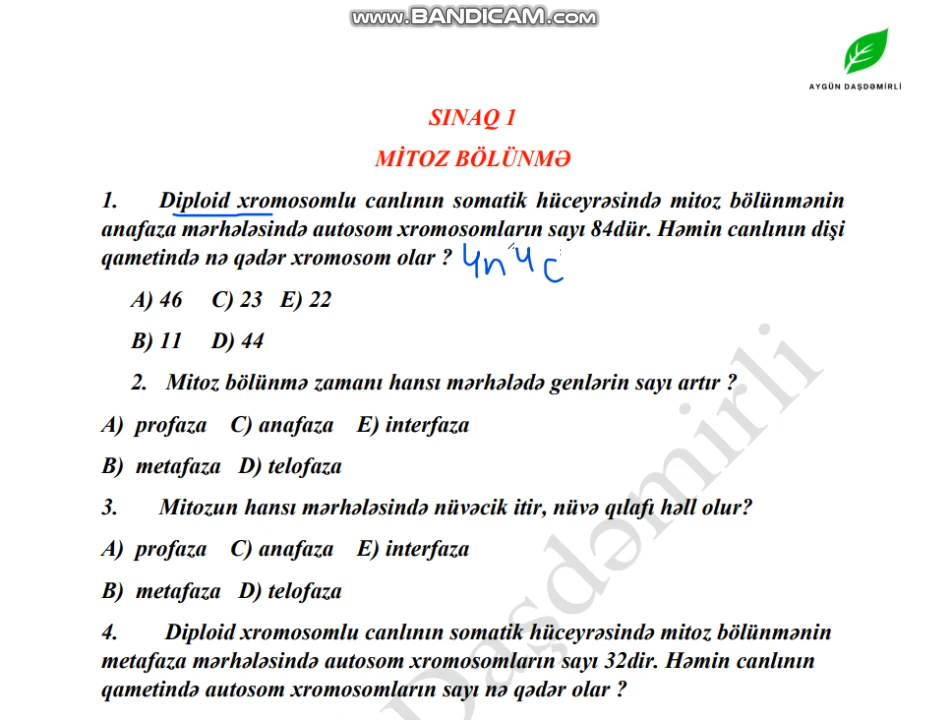 www.BANDICAM.com
AYGÜN DAŞDƏMİRLİ
SINAQ 1
MİTOZ BÖLÜNMƏ
1. Diploid xromosomlu canlının somatik hüceyrəsində mitoz bölünmənin
anafaza mərhələsində autosom xromosomların sayı 84dür. Həmin canlının dişi
qametində nə qədər xromosom olar ? 4n 4c
A) 46 C) 23 E) 22
B) 11 D) 44
2. Mitoz bölünmə zamanı hansı mərhələdə genlərin sayı artır ?
A) profaza C) anafaza E) interfaza
B) metafaza D) telofaza
3. Mitozun hansı mərhələsində nüvəcik itir, nüvə qılafı həll olur?
A) profaza C) anafaza E) interfaza
B) metafaza D) telofaza
4. Diploid xromosomlu canlının somatik hüceyrəsində mitoz bölünmənin
metafaza mərhələsində autosom xromosomların sayı 32dir. Həmin canlının
qametində autosom xromosomların sayı nə qədər olar ?
Daşdəmirli